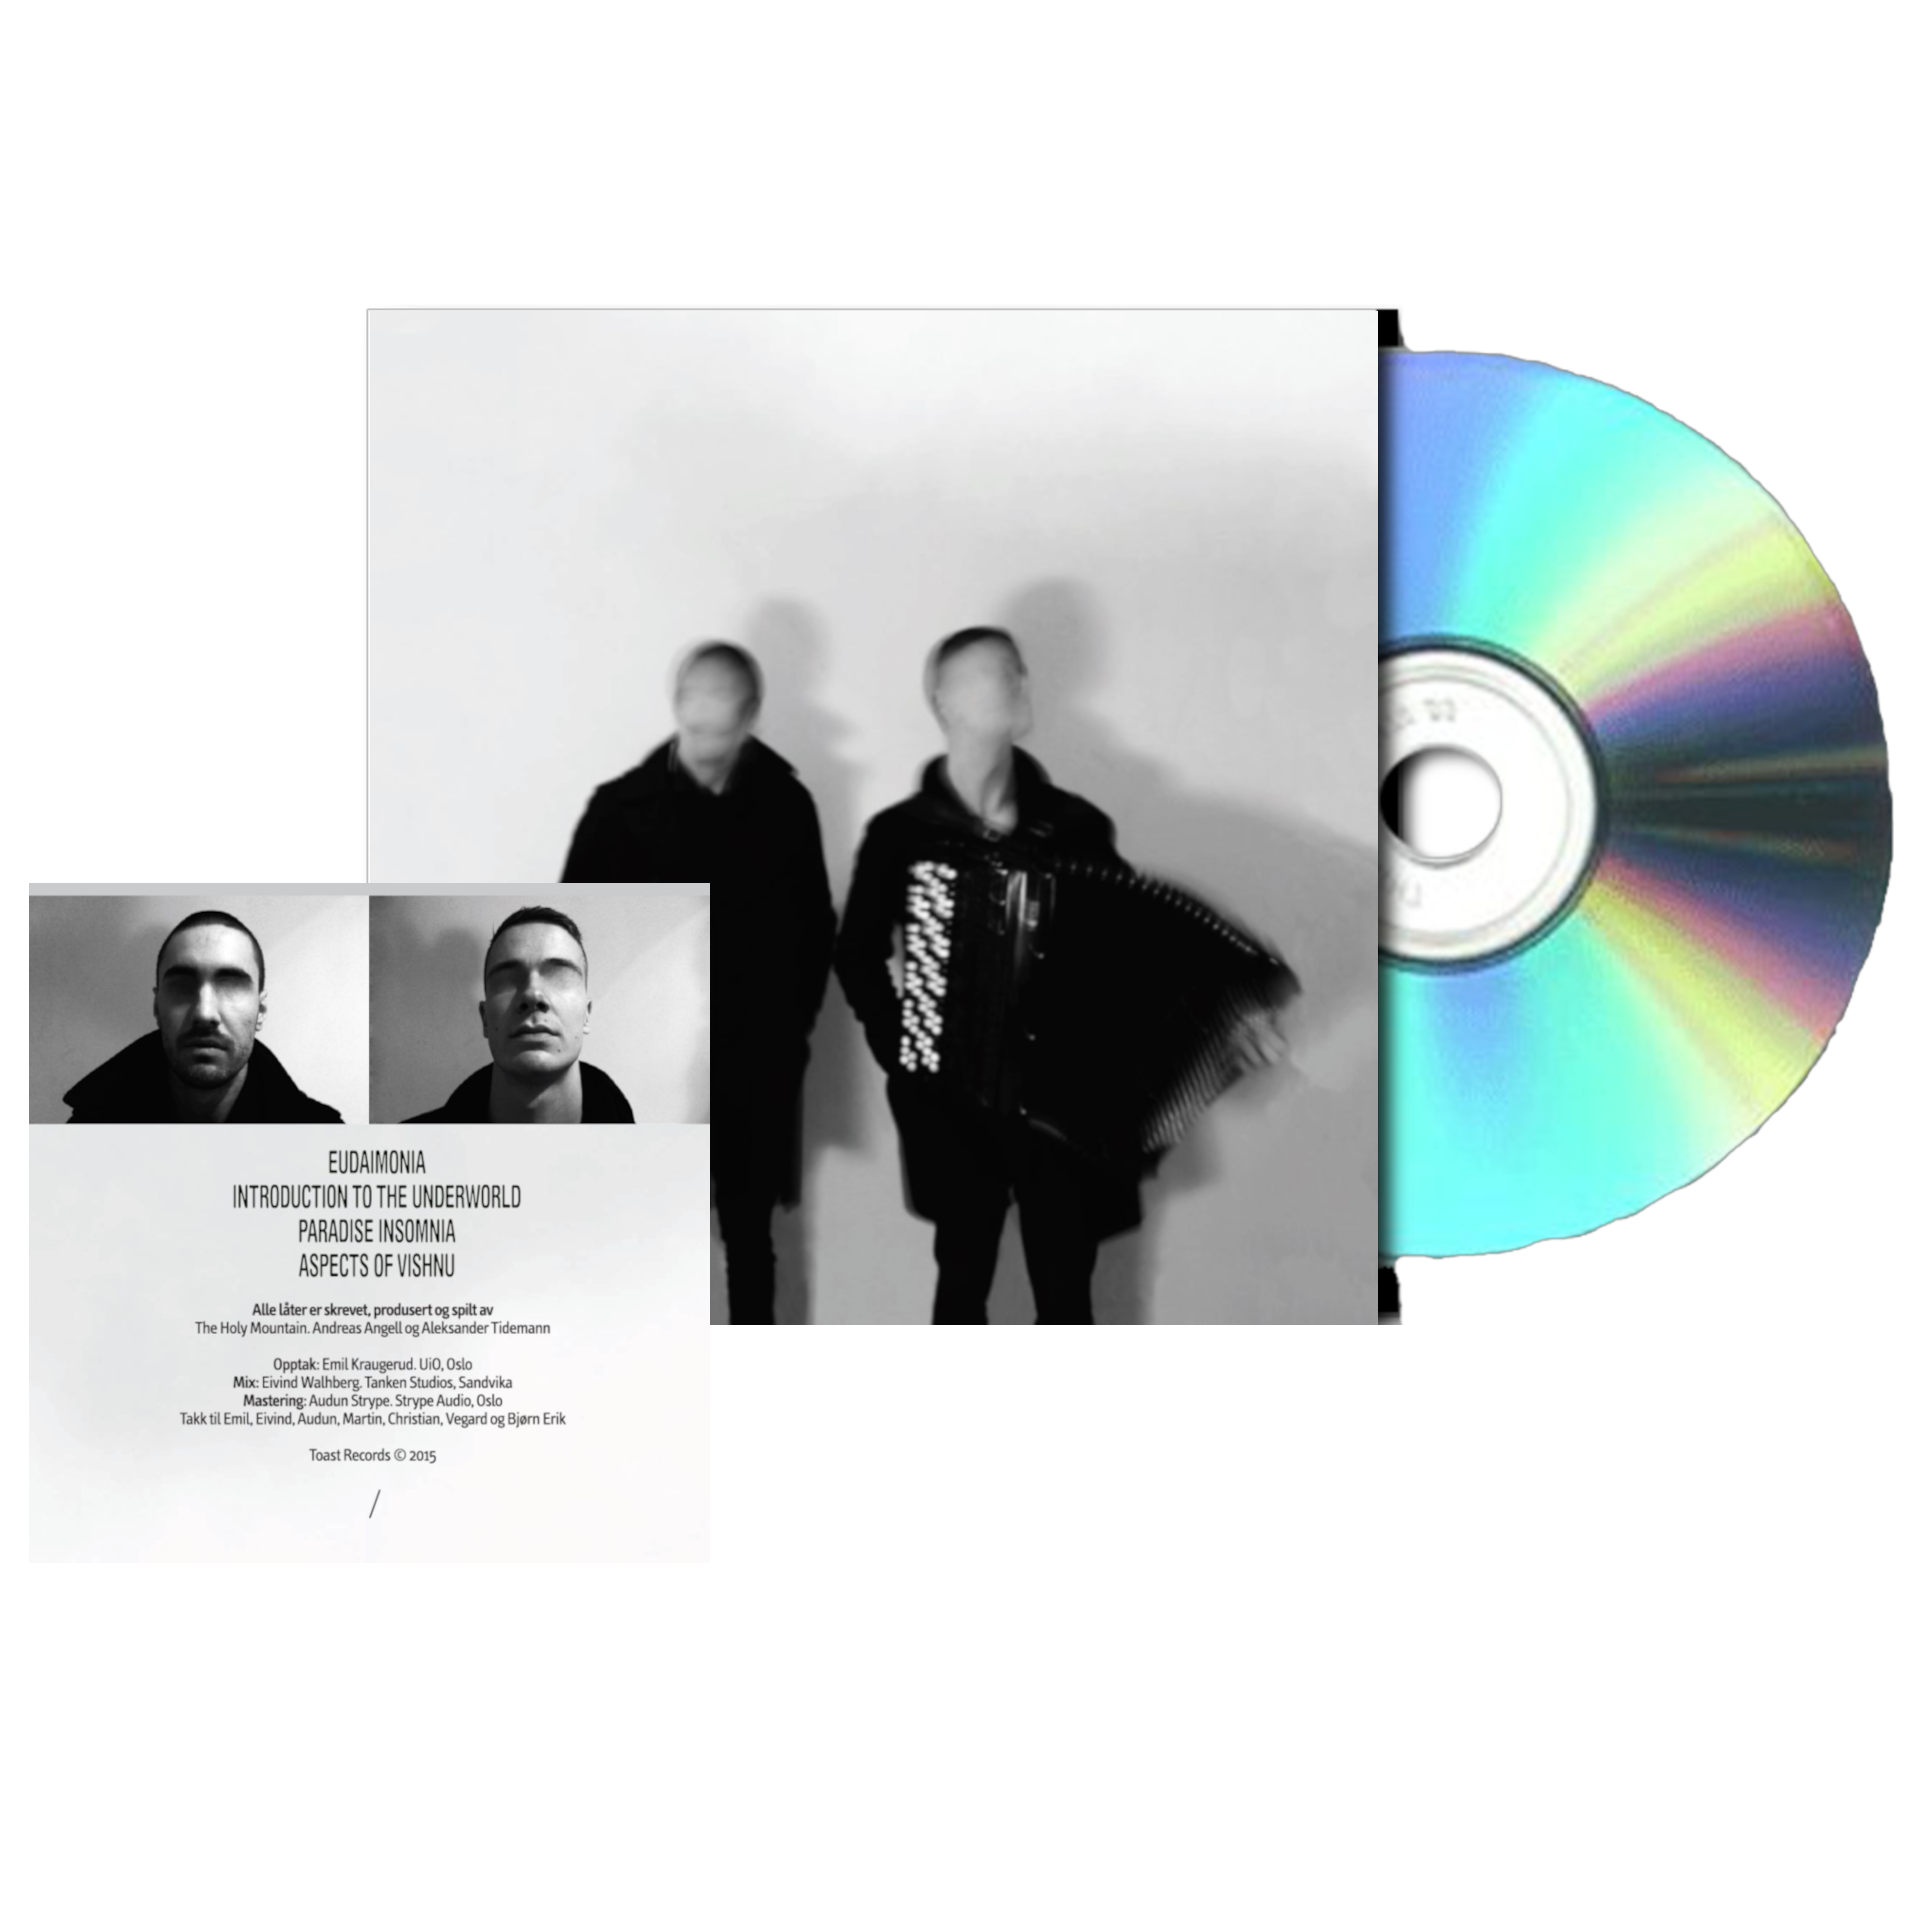 EUDAIMONIA
INTRODUCTION TO THE UNDERWORLD
PARADISE INSOMNIA
ASPECTS OF VISHNU
Alle låter er skrevet, produsert og spilt av
The Holy Mountain. Andreas Angell og Aleksander Tidemann
Opptak: Emil Kraugerud. UiO, Oslo
Mix: Eivind Walhberg. Tanken Studios, Sandvika
Mastering: Audun Strype. Strype Audio, Oslo
Takk til Emil, Eivind, Audun, Martin, Christian, Vegard og Bjørn Erik
Toast Records © 2015
/